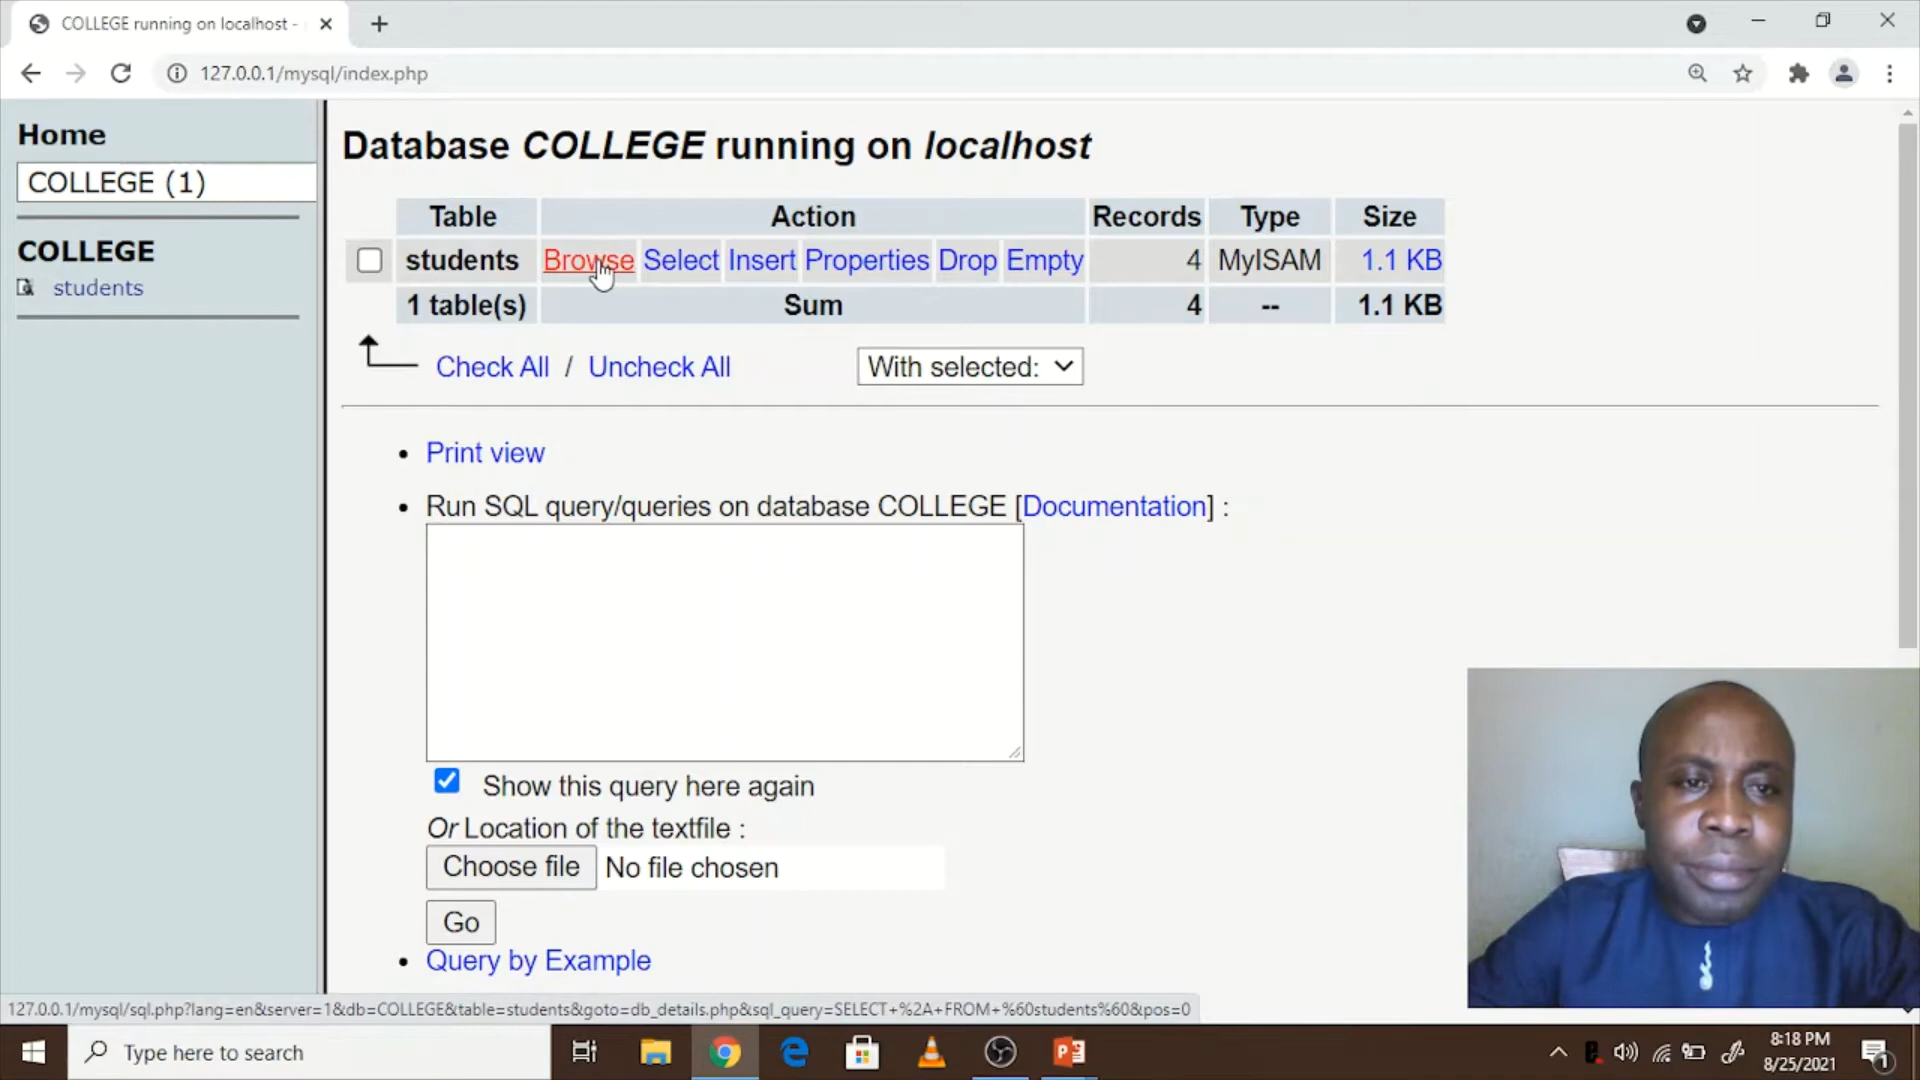 COLLEGE running on localhost -
127.0.0.1/mysql/index.php
Home
COLLEGE (1)
COLLEGE
students
Database COLLEGE running on localhost
Table Action Records Type Size
students Browse Select Insert Properties Drop Empty 4 MyISAM 1.1 KB
1 table(s) Sum 4 -- 1.1 KB
Check All / Uncheck All With selected:
• Print view
• Run SQL query/queries on database COLLEGE [Documentation] :
Show this query here again
Or Location of the textfile :
Choose file No file chosen
Go
• Query by Example
127.0.0.1/mysql/sql.php?lang=en&server=1&db=COLLEGE&table=students&goto=db_details.php&sql_query=SELECT+%2A+FROM+%60students%60&pos=0
Type here to search
8:18 PM
8/25/2021
1